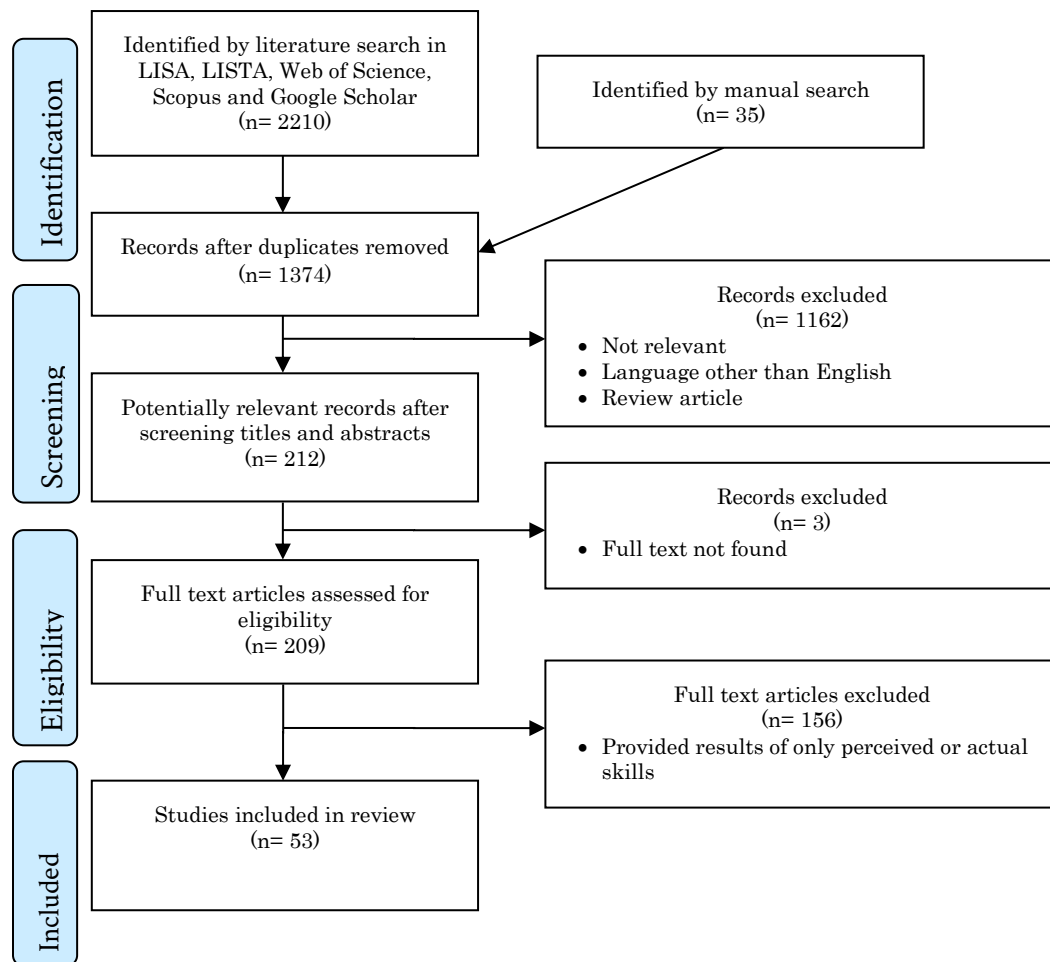 Identification
Identified by literature search in
LISA, LISTA, Web of Science,
Scopus and Google Scholar
(n= 2210)
Identified by manual search
(n= 35)
Records after duplicates removed
(n= 1374)
Screening
Records excluded
(n= 1162)
• Not relevant
• Language other than English
• Review article
Potentially relevant records after
screening titles and abstracts
(n= 212)
Records excluded
(n= 3)
• Full text not found
Eligibility
Full text articles assessed for
eligibility
(n= 209)
Full text articles excluded
(n= 156)
• Provided results of only perceived or actual
skills
Included
Studies included in review
(n= 53)